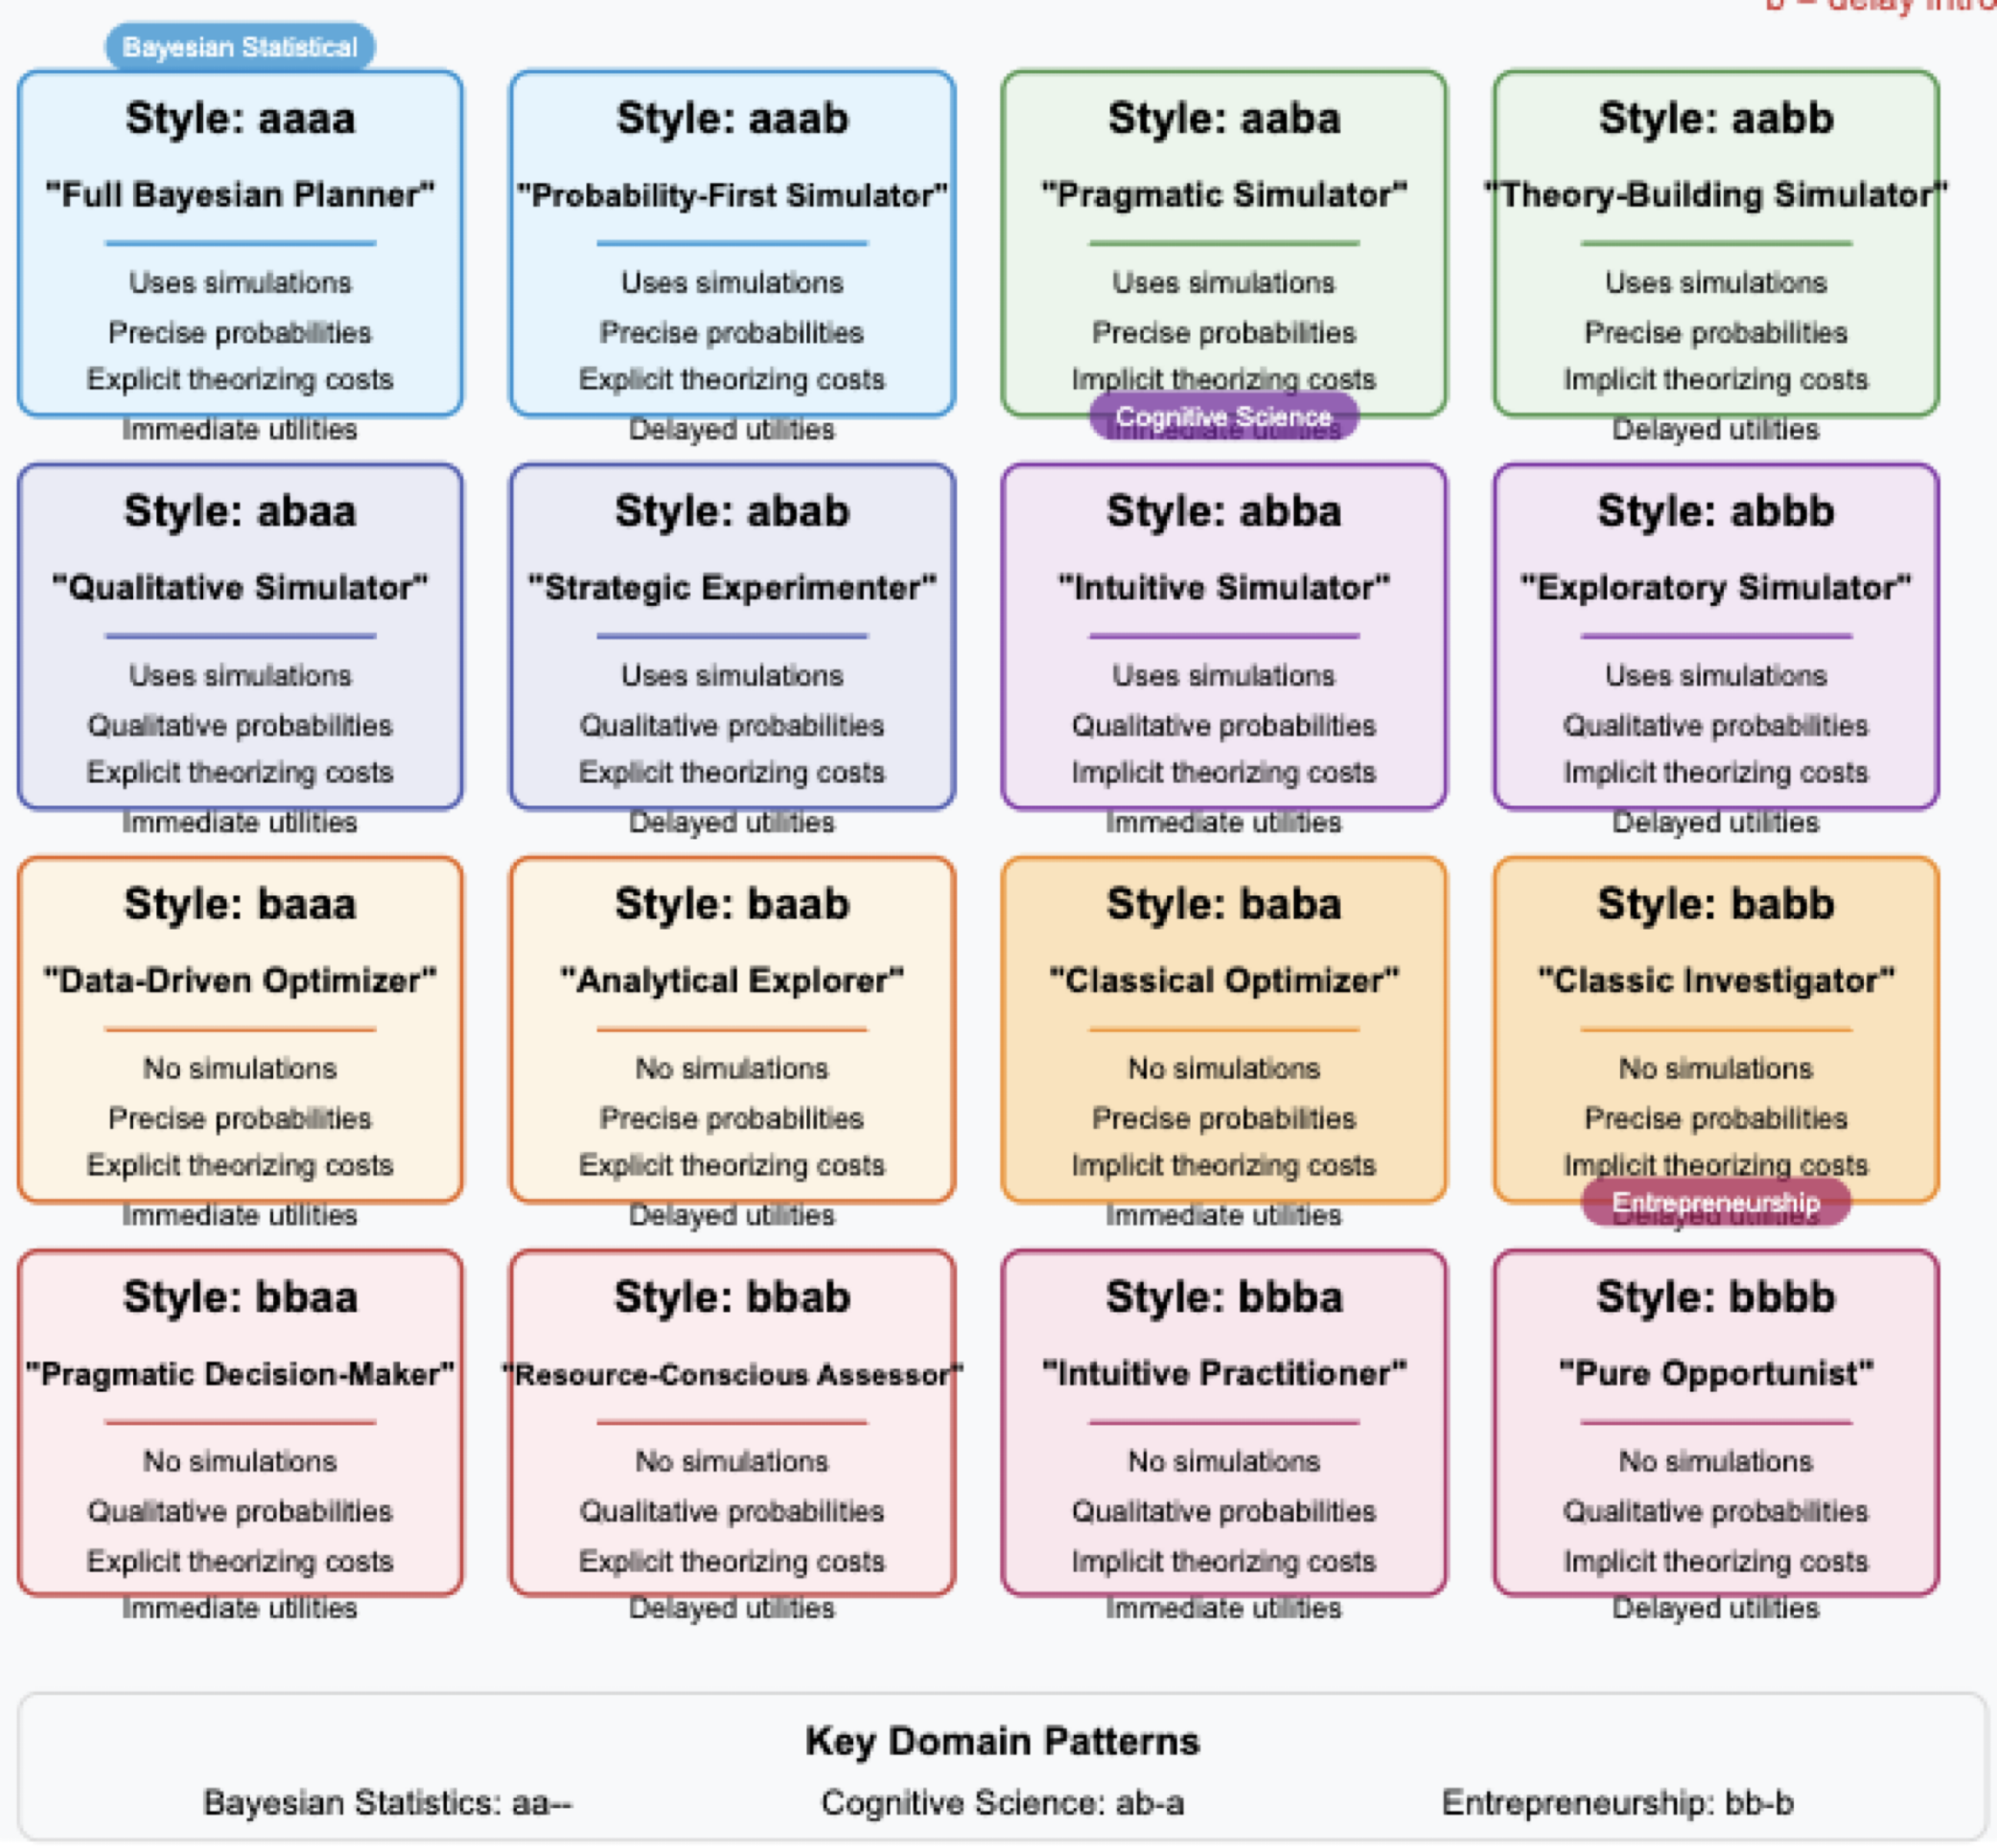 b = delay intro
Bayesian Statistical
Style: aaaa
"Full Bayesian Planner"
Uses simulations
Precise probabilities
Explicit theorizing costs
Immediate utilities
Style: aaab
"Probability-First Simulator"
Uses simulations
Precise probabilities
Explicit theorizing costs
Delayed utilities
Style: aaba
"Pragmatic Simulator"
Uses simulations
Precise probabilities
Implicit theorizing costs
Immediate utilities
Cognitive Science
Style: aabb
"Theory-Building Simulator"
Uses simulations
Precise probabilities
Implicit theorizing costs
Delayed utilities
Style: abaa
"Qualitative Simulator"
Uses simulations
Qualitative probabilities
Explicit theorizing costs
Immediate utilities
Style: abab
"Strategic Experimenter"
Uses simulations
Qualitative probabilities
Explicit theorizing costs
Delayed utilities
Style: abba
"Intuitive Simulator"
Uses simulations
Qualitative probabilities
Implicit theorizing costs
Immediate utilities
Style: abbb
"Exploratory Simulator"
Uses simulations
Qualitative probabilities
Implicit theorizing costs
Delayed utilities
Style: baaa
"Data-Driven Optimizer"
No simulations
Precise probabilities
Explicit theorizing costs
Immediate utilities
Style: baab
"Analytical Explorer"
No simulations
Precise probabilities
Explicit theorizing costs
Delayed utilities
Style: baba
"Classical Optimizer"
No simulations
Precise probabilities
Implicit theorizing costs
Immediate utilities
Style: babb
"Classic Investigator"
No simulations
Precise probabilities
Implicit theorizing costs
Delayed utilities
Entrepreneurship
Style: bbaa
"Pragmatic Decision-Maker"
No simulations
Qualitative probabilities
Explicit theorizing costs
Immediate utilities
Style: bbab
"Resource-Conscious Assessor"
No simulations
Qualitative probabilities
Explicit theorizing costs
Delayed utilities
Style: bbba
"Intuitive Practitioner"
No simulations
Qualitative probabilities
Implicit theorizing costs
Immediate utilities
Style: bbbb
"Pure Opportunist"
No simulations
Qualitative probabilities
Implicit theorizing costs
Delayed utilities
Key Domain Patterns
Bayesian Statistics: aa--
Cognitive Science: ab-a
Entrepreneurship: bb-b